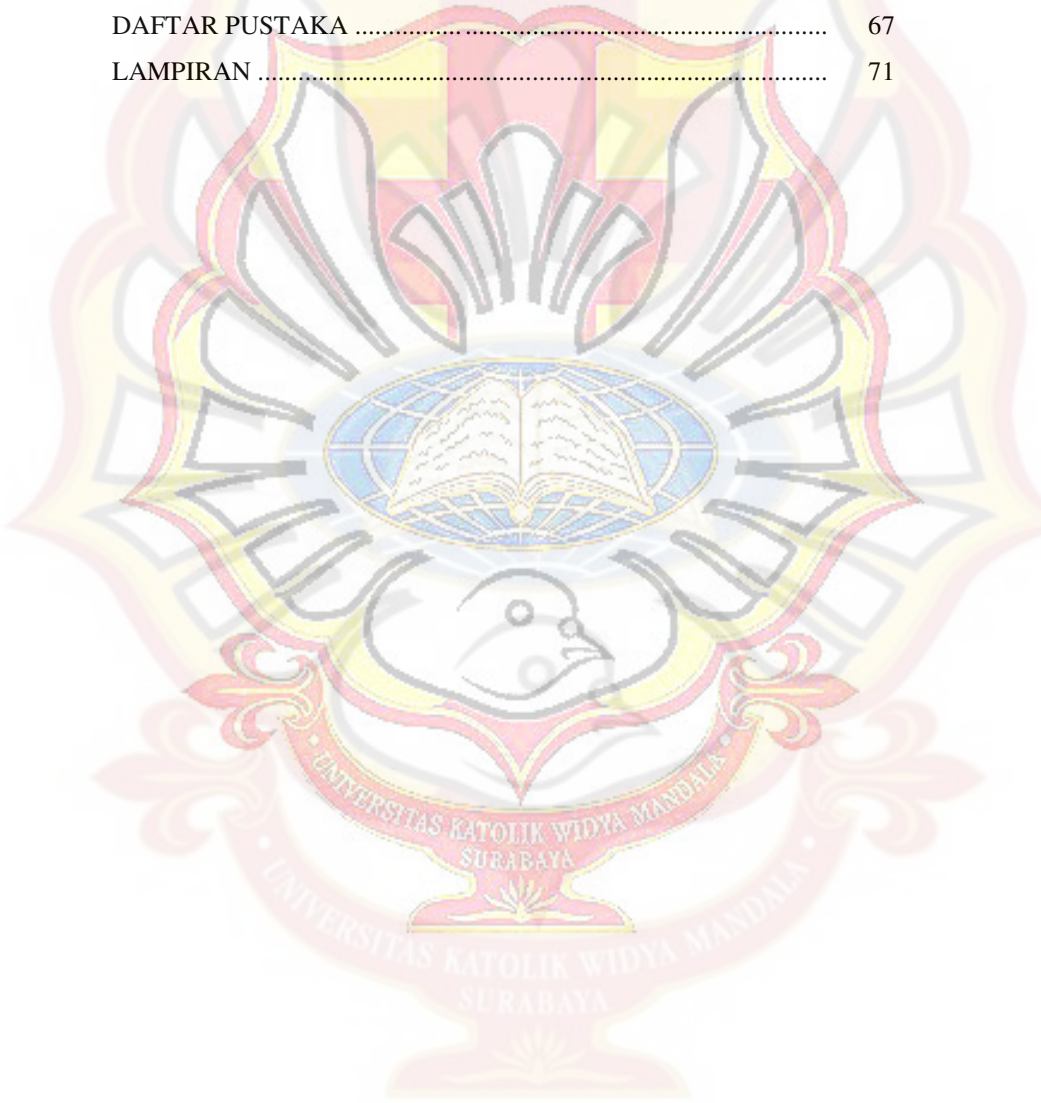 DAFTAR PUSTAKA ........................................................................ 67
LAMPIRAN ....................................................................................... 71
• UNIVERSITAS KATOLIK WIDYA MANDALA •
SURABAYA
• UNIVERSITAS KATOLIK WIDYA MANDALA •
SURABAYA